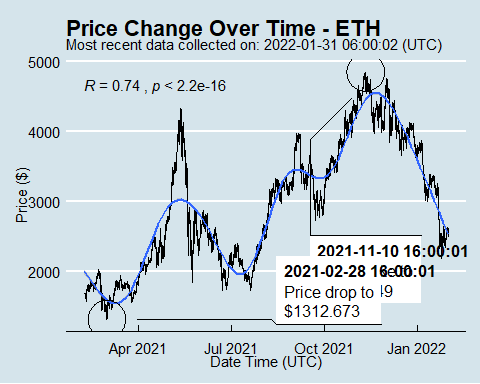 Price Change Over Time - ETH
Most recent data collected on: 2022-01-31 06:00:02 (UTC)
R = 0.74 , p < 2.2e-16
5000
4000
3000
2000
Price ($)
2021-11-10 16:00:01
2021-02-28 16:00:01
Price drop to
$1312.673
Apr 2021
Jul 2021
Oct 2021
Jan 2022
Date Time (UTC)